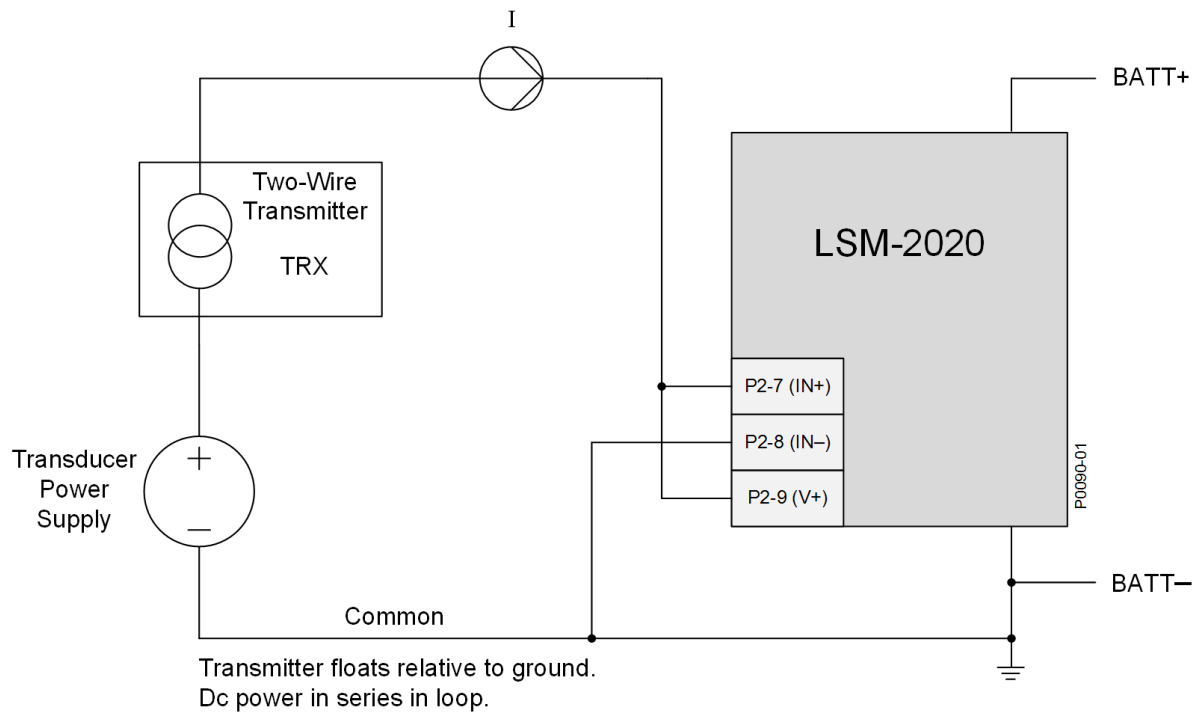 I
BATT+
Two-Wire
Transmitter
TRX
LSM-2020
P2-7 (IN+)
P2-8 (IN–)
P2-9 (V+)
P0090-01
Transducer
Power
Supply
+
—
BATT–
Common
Transmitter floats relative to ground.
Dc power in series in loop.